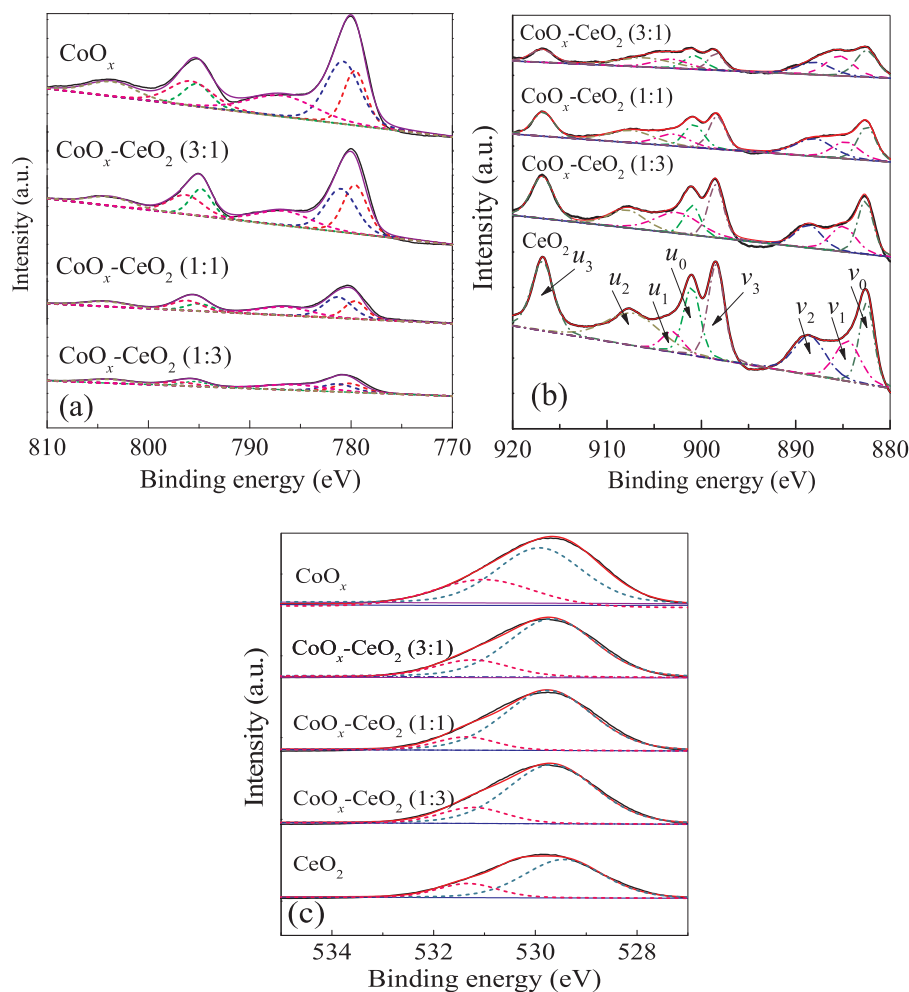 CoOx
CoOx-CeO2 (3:1)
CoOx-CeO2 (1:1)
CoOx-CeO2 (1:3)
(a)
Intensity (a.u.)
810 800 790 780 770
Binding energy (eV)
CoOx-CeO2 (3:1)
CoOx-CeO2 (1:1)
CoOx-CeO2 (1:3)
CeO2
u3 u2 u1 u0 v3 v2 v1 v0
(b)
Intensity (a.u.)
920 910 900 890 880
Binding energy (eV)
CoOx
CoOx-CeO2 (3:1)
CoOx-CeO2 (1:1)
CoOx-CeO2 (1:3)
CeO2
(c)
Intensity (a.u.)
534 532 530 528
Binding energy (eV)